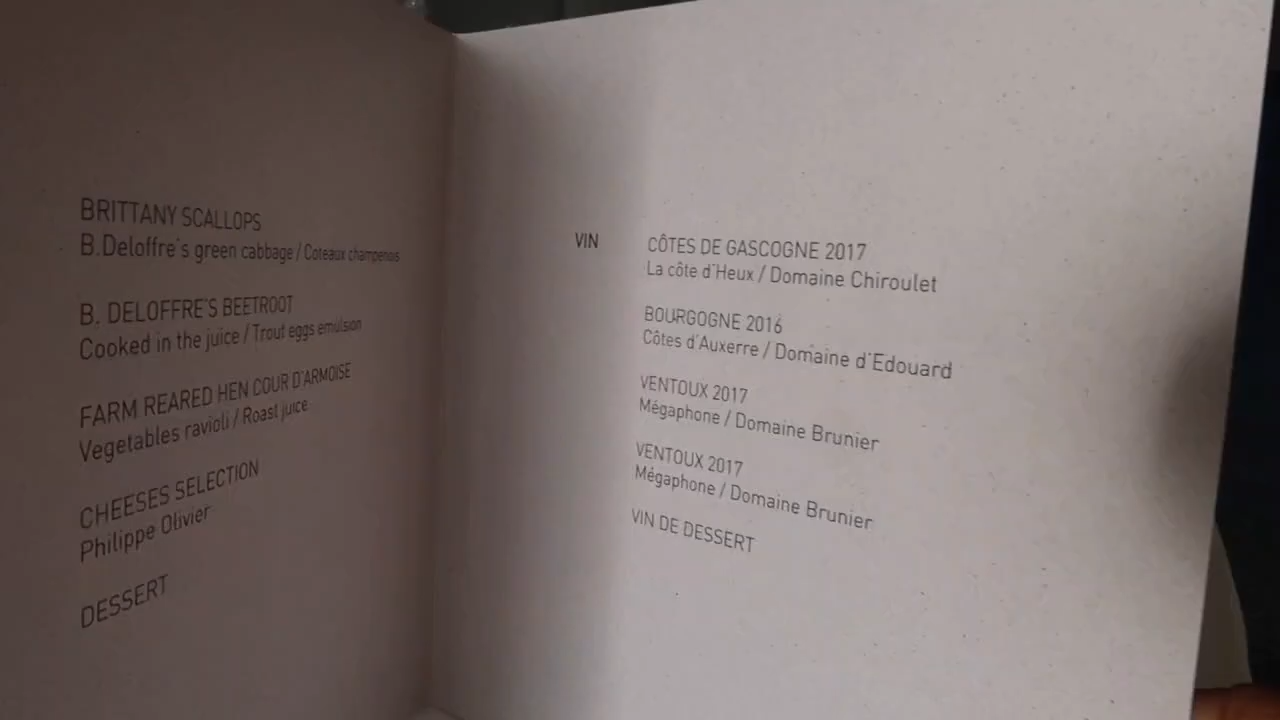 BRITTANY SCALLOPS
B.Deloffre's green cabbage / Coteaux champenois
B. DELOFFRE'S BEETROOT
Cooked in the juice / Trout eggs emulsion
FARM REARED HEN COUR D'ARMOISE
Vegetables ravioli / Roast juice
CHEESES SELECTION
Philippe Olivier
DESSERT
VIN
CÔTES DE GASCOGNE 2017
La côte d'Heux / Domaine Chiroulet
BOURGOGNE 2016
Côtes d'Auxerre / Domaine d'Edouard
VENTOUX 2017
Mégaphone / Domaine Brunier
VENTOUX 2017
Mégaphone / Domaine Brunier
VIN DE DESSERT